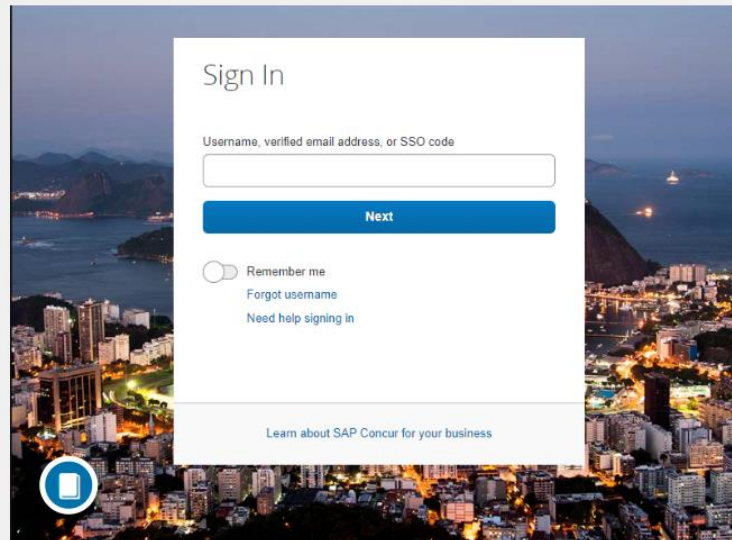 Sign In
Username, verified email address, or SSO code
Next
Remember me
Forgot username
Need help signing in
Learn about SAP Concur for your business